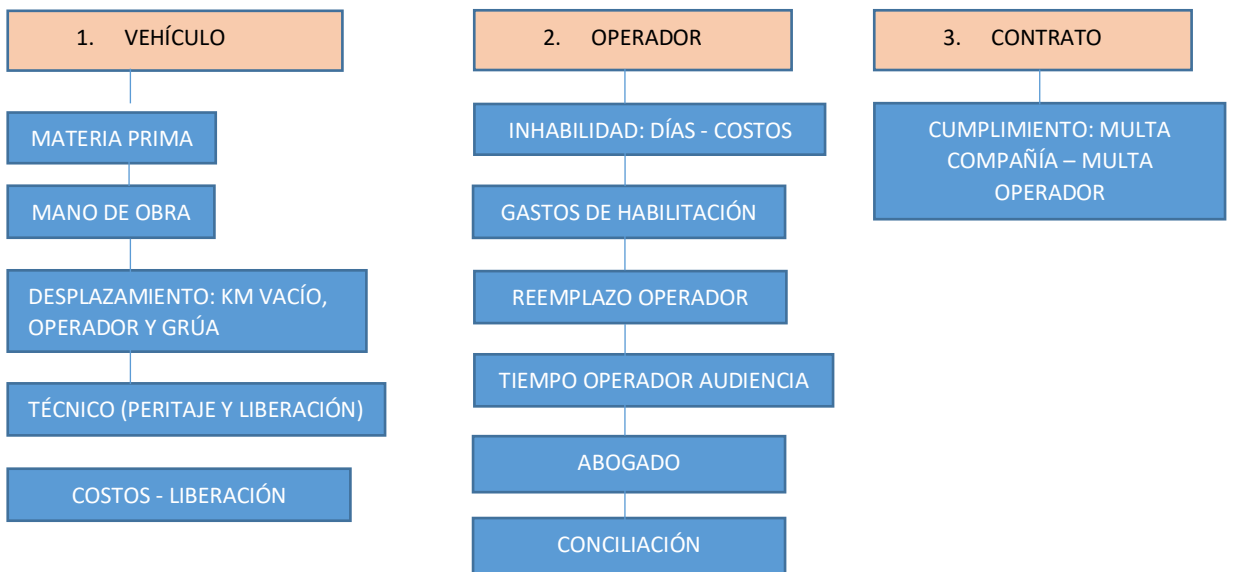 1. VEHÍCULO
MATERIA PRIMA
MANO DE OBRA
DESPLAZAMIENTO: KM VACÍO,
OPERADOR Y GRÚA
TÉCNICO (PERITAJE Y LIBERACIÓN)
COSTOS - LIBERACIÓN
2. OPERADOR
INHABILIDAD: DÍAS - COSTOS
GASTOS DE HABILITACIÓN
REEMPLAZO OPERADOR
TIEMPO OPERADOR AUDIENCIA
ABOGADO
CONCILIACIÓN
3. CONTRATO
CUMPLIMIENTO: MULTA
COMPAÑÍA – MULTA
OPERADOR